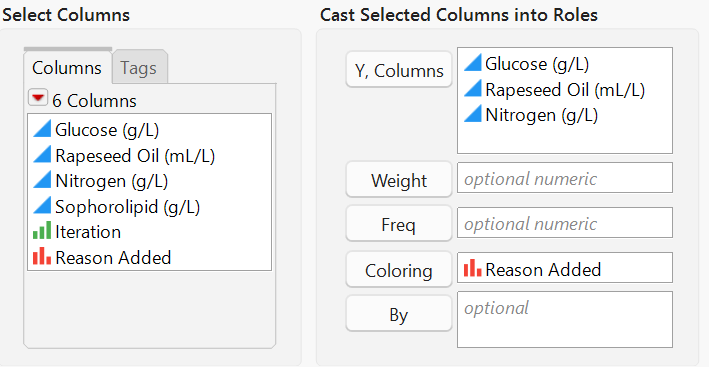 Select Columns
Columns
Tags
6 Columns
Glucose (g/L)
Rapeseed Oil (mL/L)
Nitrogen (g/L)
Sophorolipid (g/L)
Iteration
Reason Added
Cast Selected Columns into Roles
Y, Columns
Glucose (g/L)
Rapeseed Oil (mL/L)
Nitrogen (g/L)
Weight
optional numeric
Freq
optional numeric
Coloring
Reason Added
By
optional